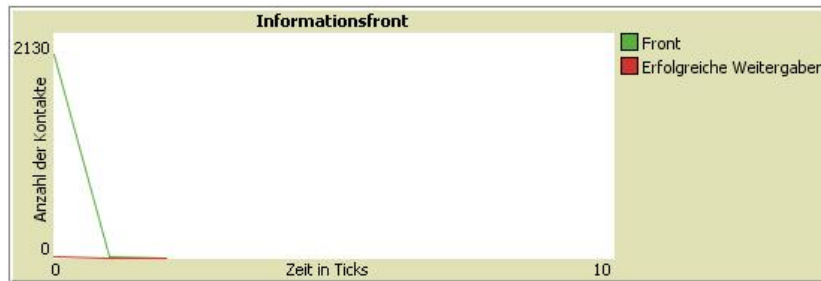 Informationsfront
2130
Anzahl der Kontakte
0
0
Zeit in Ticks
10
Front
Erfolgreiche Weitergaben